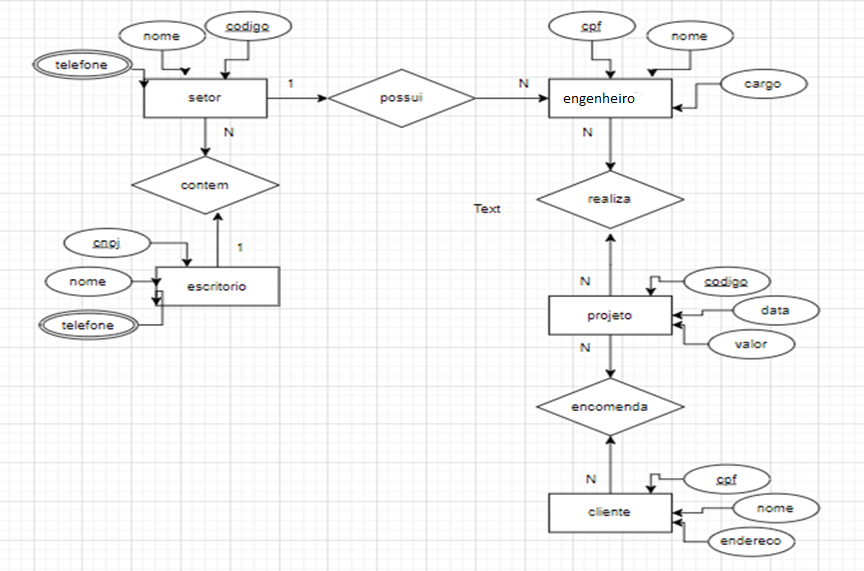 nome
codigo
telefone
setor
1
possui
N
cpf
nome
engenheiro
cargo
N
contem
N
realiza
Text
cnpj
1
nome
escritorio
telefone
N
codigo
projeto
data
valor
N
encomenda
N
cpf
cliente
nome
endereco